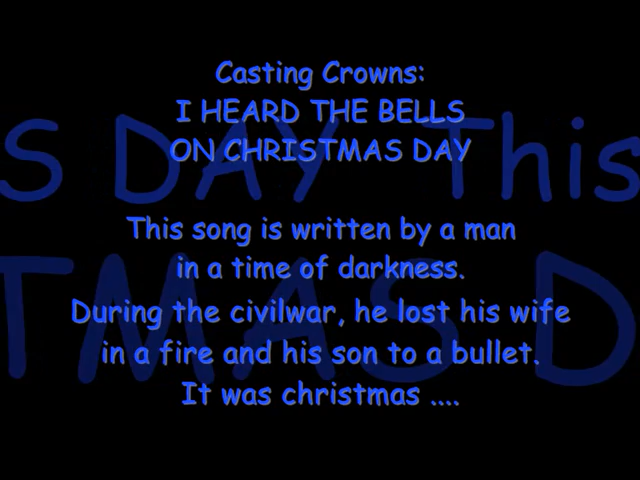 Casting Crowns:
I HEARD THE BELLS
ON CHRISTMAS DAY
S DAY This
TMAS D
This song is written by a man
in a time of darkness.
During the civilwar, he lost his wife
in a fire and his son to a bullet.
It was christmas ....